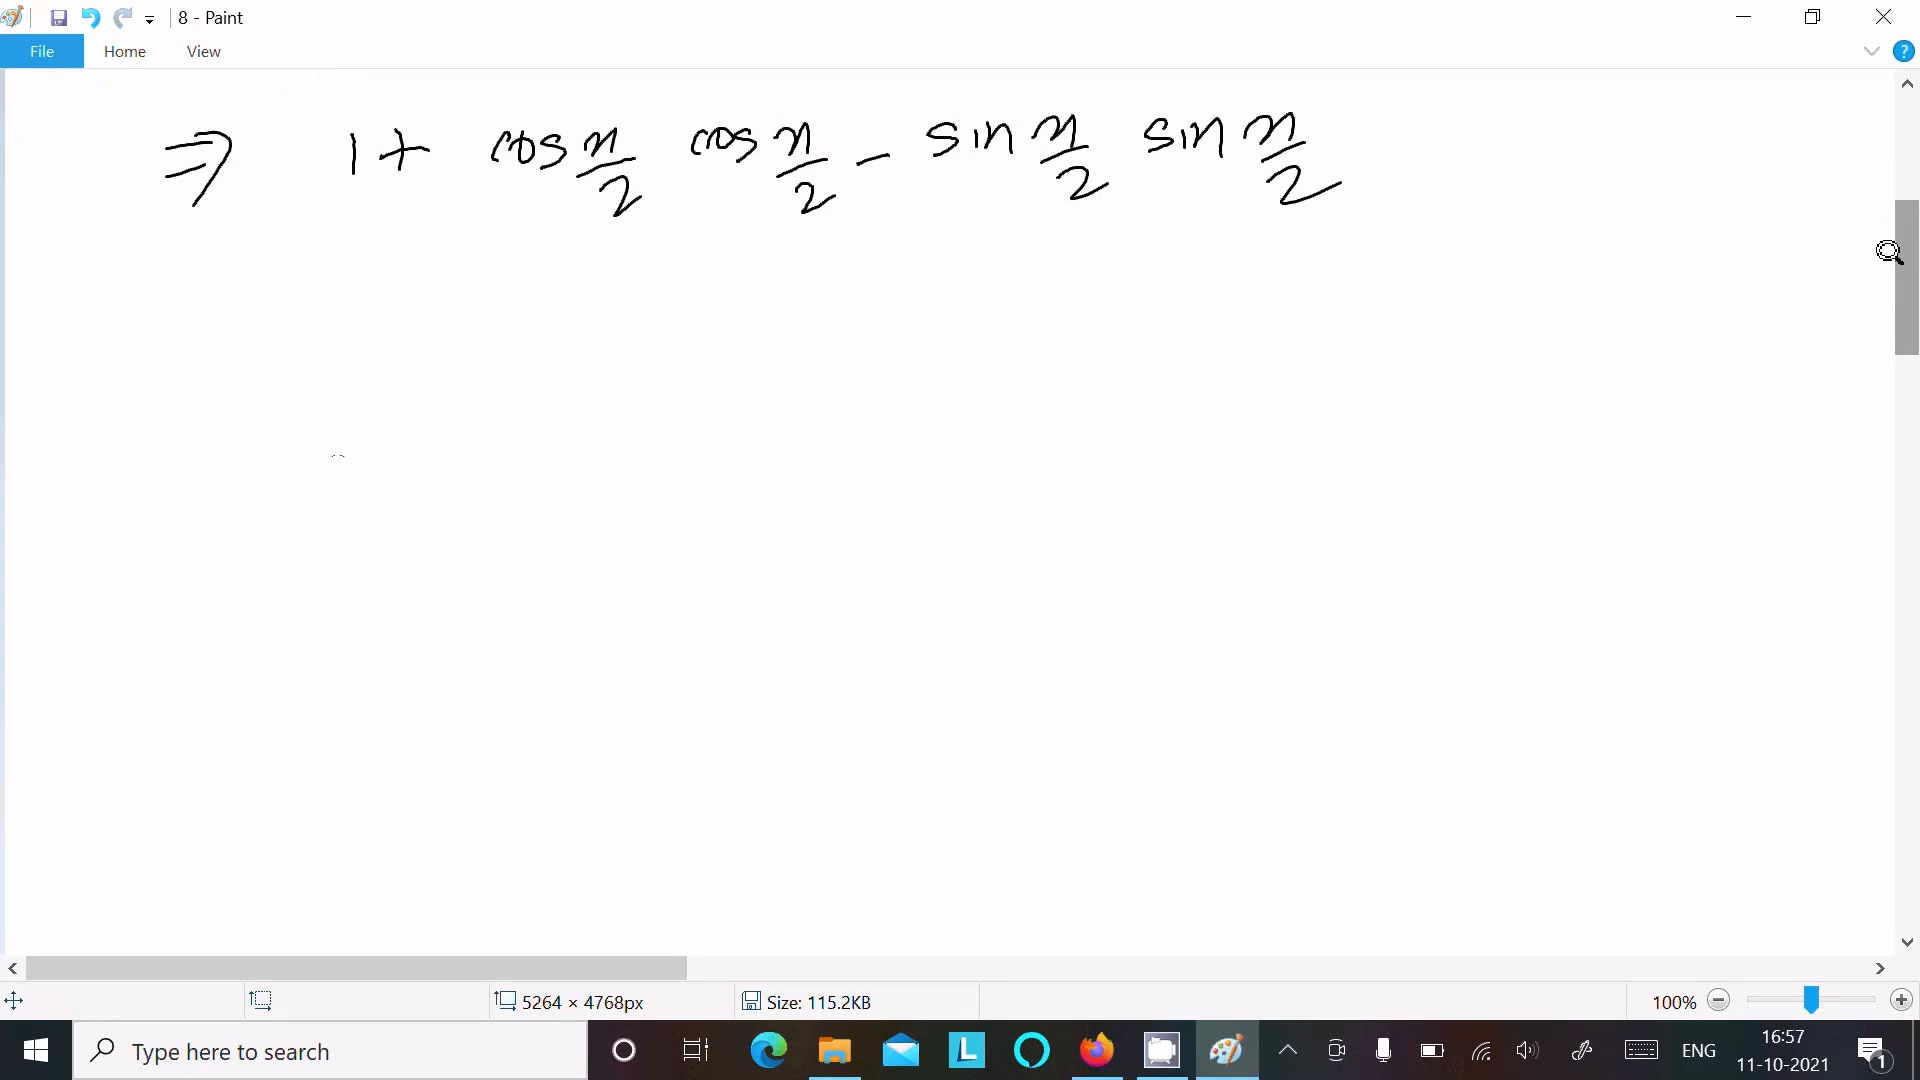 8 - Paint
File Home View ?
⇒ 1 + cos x/2 cos x/2 - sin x/2 sin x/2
5264 × 4768px Size: 115.2KB 100%
Type here to search L ENG 16:57
11-10-2021 1